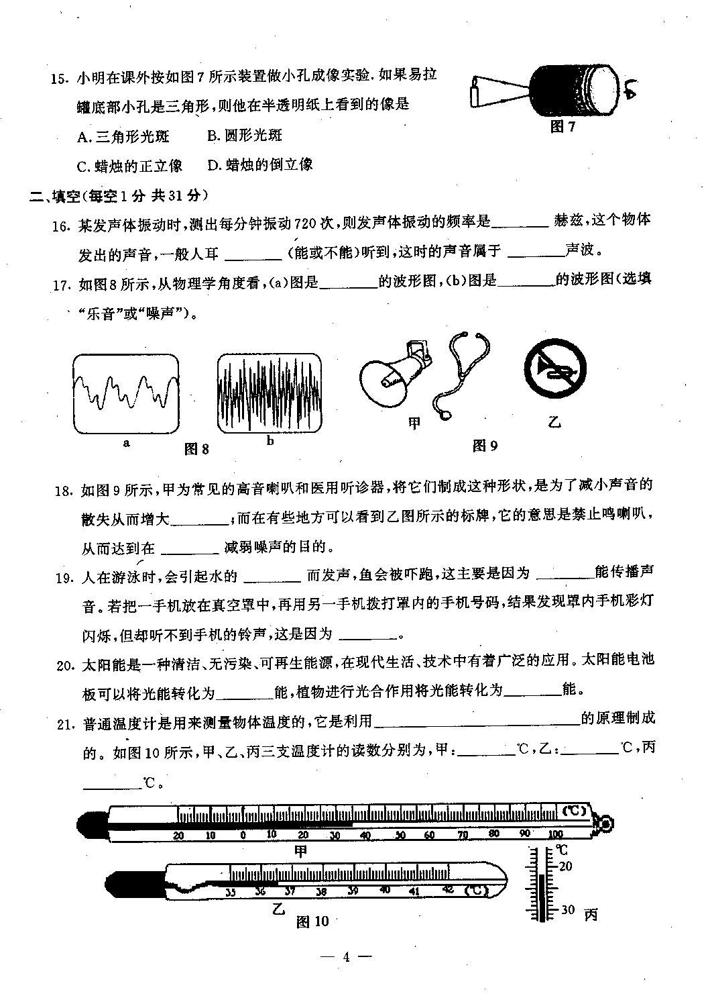 15. 小明在课外按如图7所示装置做小孔成像实验.如果易拉
罐底部小孔是三角形,则他在半透明纸上看到的像是
A.三角形光斑 B.圆形光斑
C.蜡烛的正立像 D.蜡烛的倒立像
图7
二、填空(每空1分 共31分)
16. 某发声体振动时,测出每分钟振动720次,则发声体振动的频率是______赫兹,这个物体
发出的声音,一般人耳______(能或不能)听到,这时的声音属于______声波。
17. 如图8所示,从物理学角度看,(a)图是______的波形图,(b)图是______的波形图(选填
“乐音”或“噪声”)。
a b
图8
甲 乙
图9
18. 如图9所示,甲为常见的高音喇叭和医用听诊器,将它们制成这种形状,是为了减小声音的
散失从而增大______;而在有些地方可以看到乙图所示的标牌,它的意思是禁止鸣喇叭,
从而达到在______减弱噪声的目的。
19. 人在游泳时,会引起水的______而发声,鱼会被吓跑,这主要是因为______能传播声
音。若把一手机放在真空罩中,再用另一手机拨打罩内的手机号码,结果发现罩内手机彩灯
闪烁,但却听不到手机的铃声,这是因为______。
20. 太阳能是一种清洁、无污染、可再生能源,在现代生活、技术中有着广泛的应用。太阳能电池
板可以将光能转化为______能,植物进行光合作用将光能转化为______能。
21. 普通温度计是用来测量物体温度的,它是利用______________________的原理制成
的。如图10所示,甲、乙、丙三支温度计的读数分别为,甲:______℃,乙:______℃,丙
______℃。
(℃)
20 10 0 10 20 30 40 50 60 70 80 90 100
甲
℃
20
30
丙
35 36 37 38 39 40 41 42 (℃)
乙
图10
— 4 —